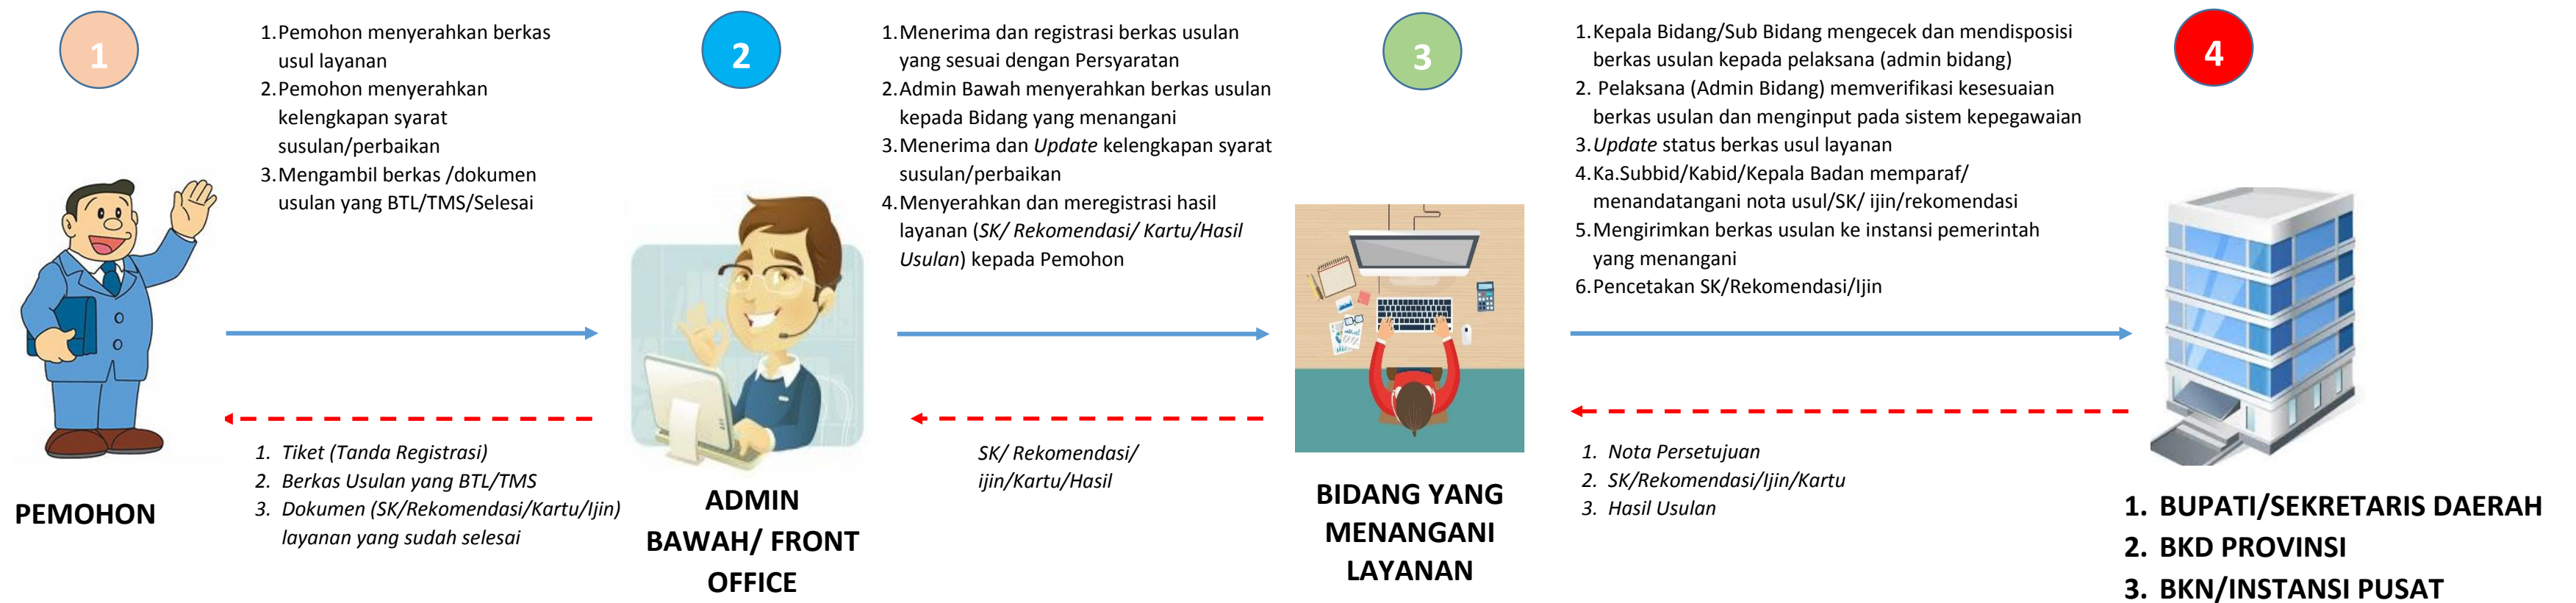 1
1.Pemohon menyerahkan berkas
usul layanan
2.Pemohon menyerahkan
kelengkapan syarat
susulan/perbaikan
3.Mengambil berkas /dokumen
usulan yang BTL/TMS/Selesai
1. Tiket (Tanda Registrasi)
2. Berkas Usulan yang BTL/TMS
3. Dokumen (SK/Rekomendasi/Kartu/Ijin)
layanan yang sudah selesai
PEMOHON
2
1.Menerima dan registrasi berkas usulan
yang sesuai dengan Persyaratan
2.Admin Bawah menyerahkan berkas usulan
kepada Bidang yang menangani
3.Menerima dan Update kelengkapan syarat
susulan/perbaikan
4.Menyerahkan dan meregistrasi hasil
layanan (SK/ Rekomendasi/ Kartu/Hasil
Usulan) kepada Pemohon
SK/ Rekomendasi/
ijin/Kartu/Hasil
ADMIN
BAWAH/ FRONT
OFFICE
3
1.Kepala Bidang/Sub Bidang mengecek dan mendisposisi
berkas usulan kepada pelaksana (admin bidang)
2. Pelaksana (Admin Bidang) memverifikasi kesesuaian
berkas usulan dan menginput pada sistem kepegawaian
3.Update status berkas usul layanan
4.Ka.Subbid/Kabid/Kepala Badan memparaf/
menandatangani nota usul/SK/ ijin/rekomendasi
5.Mengirimkan berkas usulan ke instansi pemerintah
yang menangani
6.Pencetakan SK/Rekomendasi/Ijin
1. Nota Persetujuan
2. SK/Rekomendasi/Ijin/Kartu
3. Hasil Usulan
BIDANG YANG
MENANGANI
LAYANAN
4
1. BUPATI/SEKRETARIS DAERAH
2. BKD PROVINSI
3. BKN/INSTANSI PUSAT